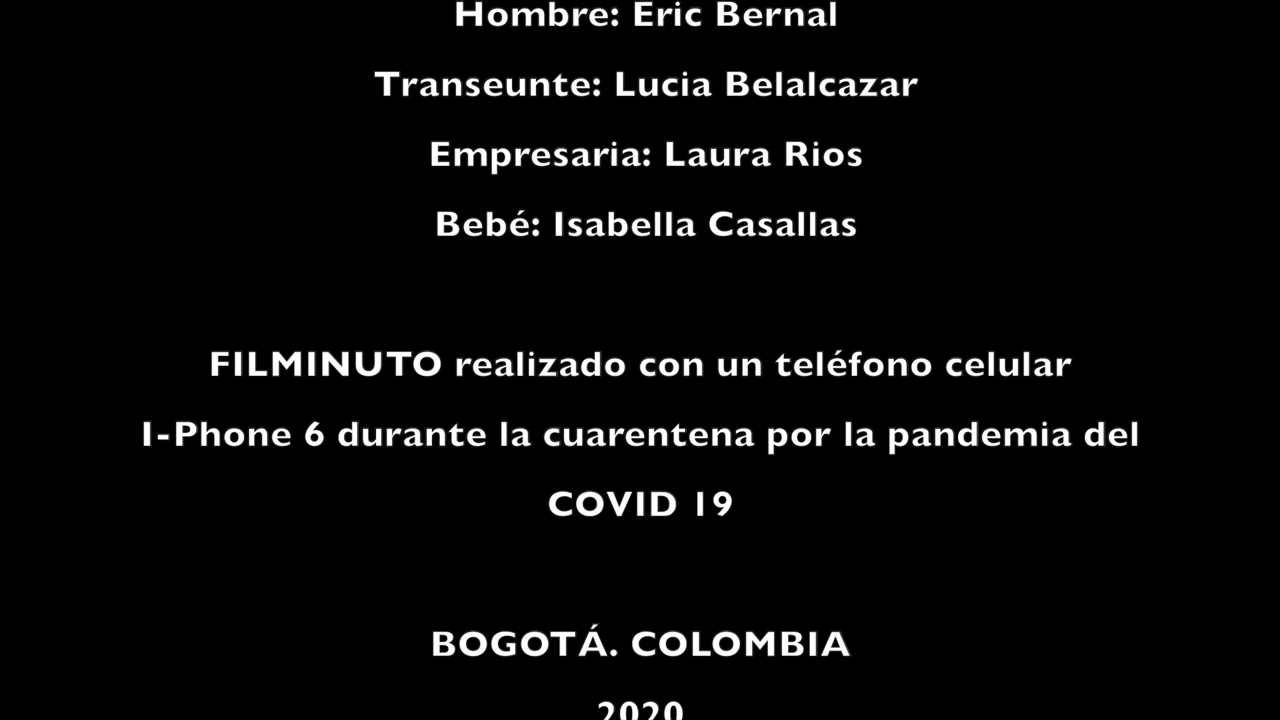 Hombre: Eric Bernal
Transeunte: Lucia Belalcazar
Empresaria: Laura Rios
Bebé: Isabella Casallas
FILMINUTO realizado con un teléfono celular
I-Phone 6 durante la cuarentena por la pandemia del
COVID 19
BOGOTÁ. COLOMBIA
2020